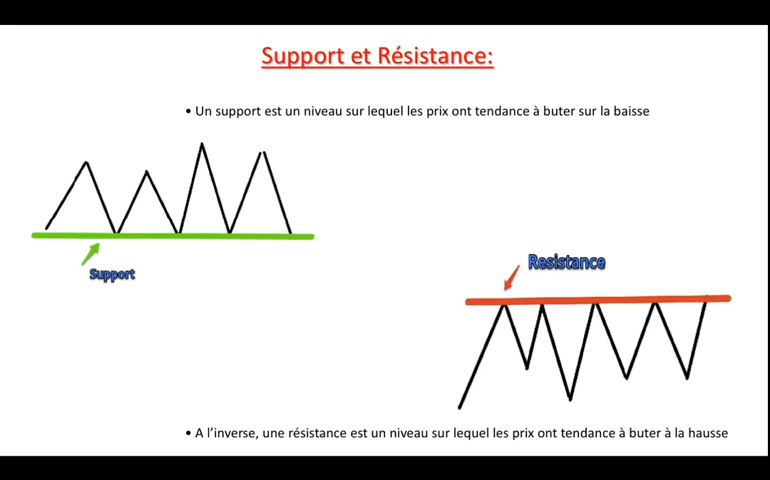 Support et Résistance:
• Un support est un niveau sur lequel les prix ont tendance à buter sur la baisse
Support
Resistance
• A l’inverse, une résistance est un niveau sur lequel les prix ont tendance à buter à la hausse